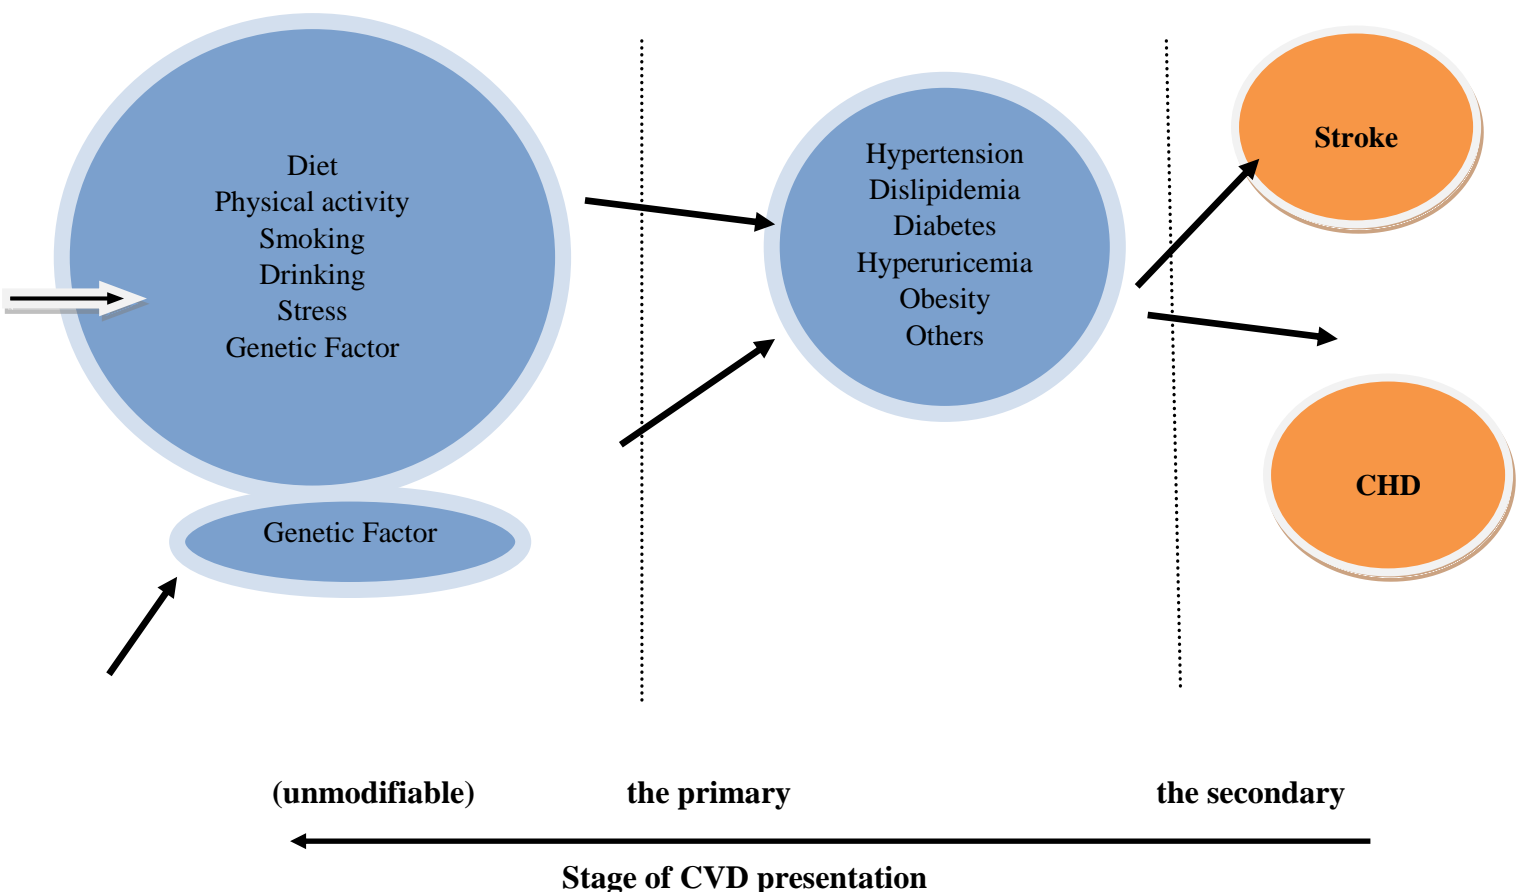 Diet
Physical activity
Smoking
Drinking
Stress
Genetic Factor
Genetic Factor
Hypertension
Dislipidemia
Diabetes
Hyperuricemia
Obesity
Others
Stroke
CHD
(unmodifiable)
the primary
the secondary
Stage of CVD presentation